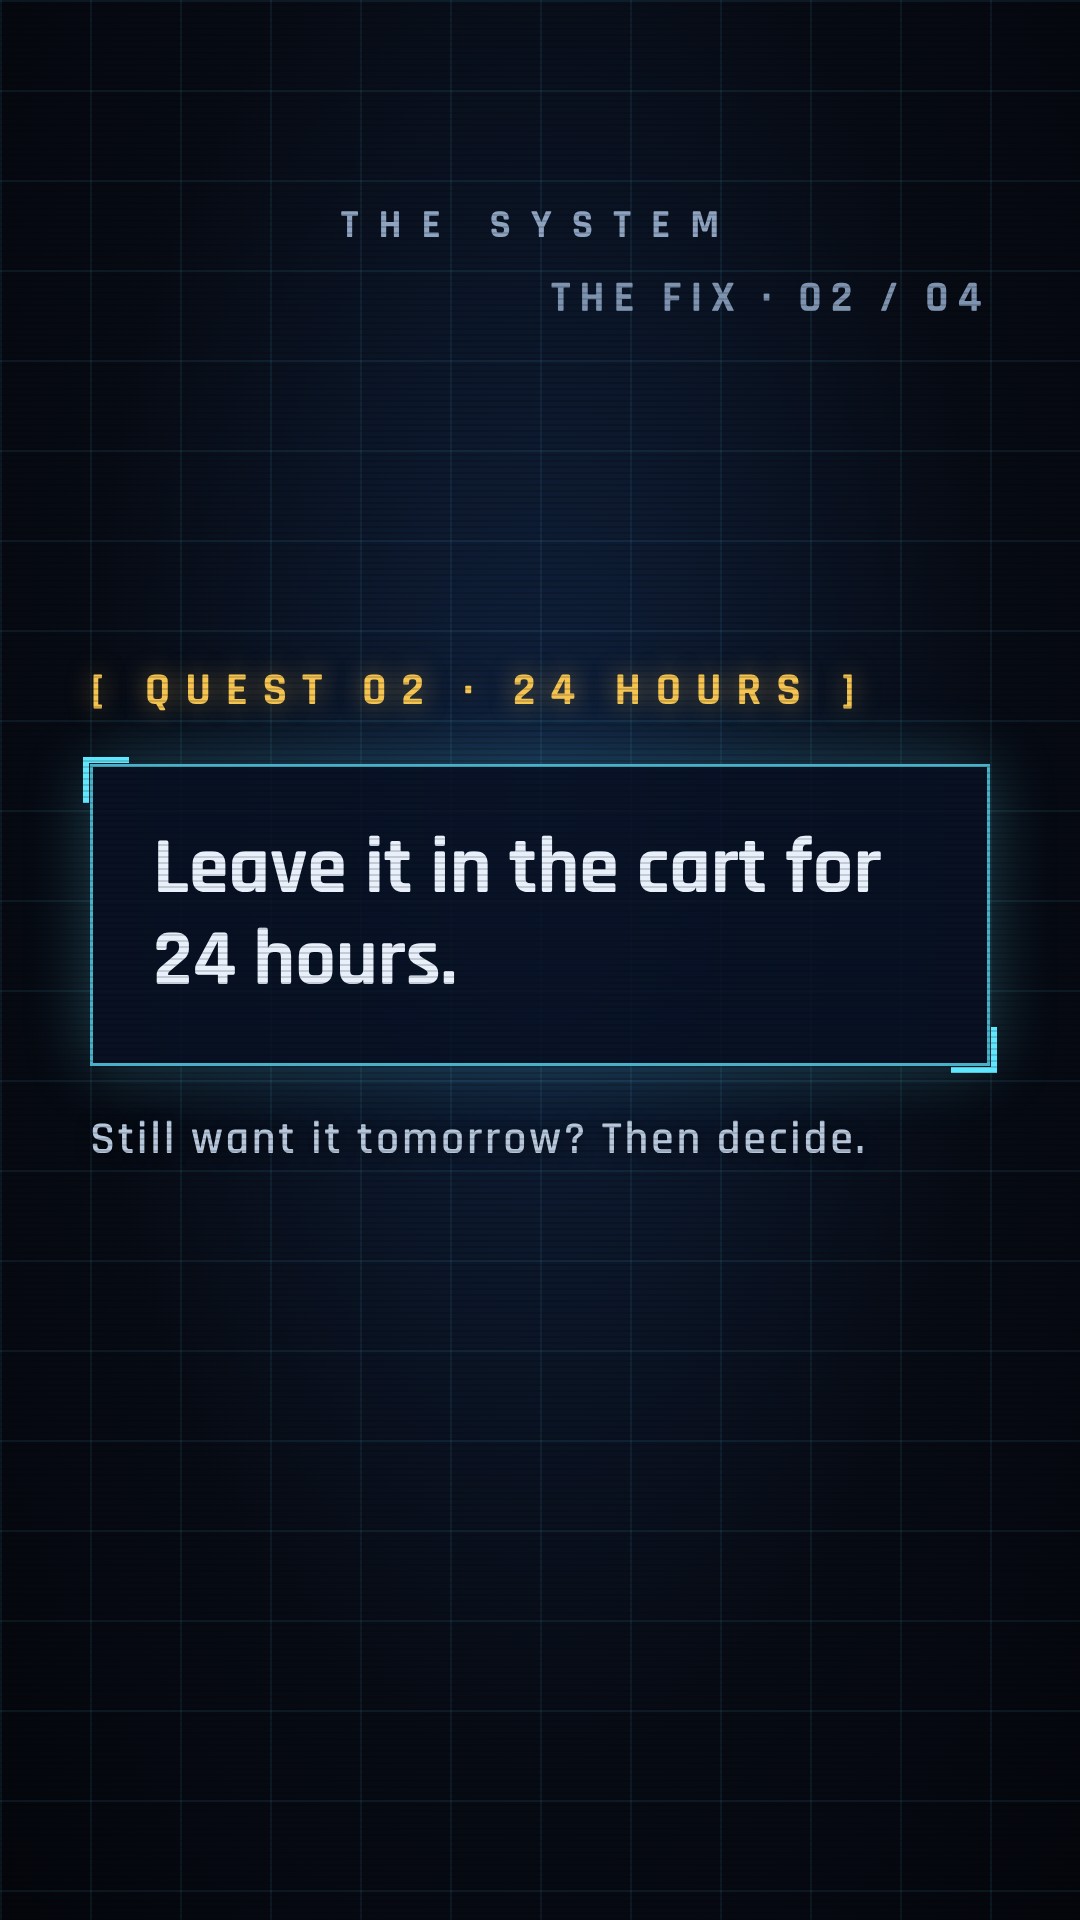 THE SYSTEM
THE FIX · 02 / 04
[ QUEST 02 · 24 HOURS ]
Leave it in the cart for
24 hours.
Still want it tomorrow? Then decide.